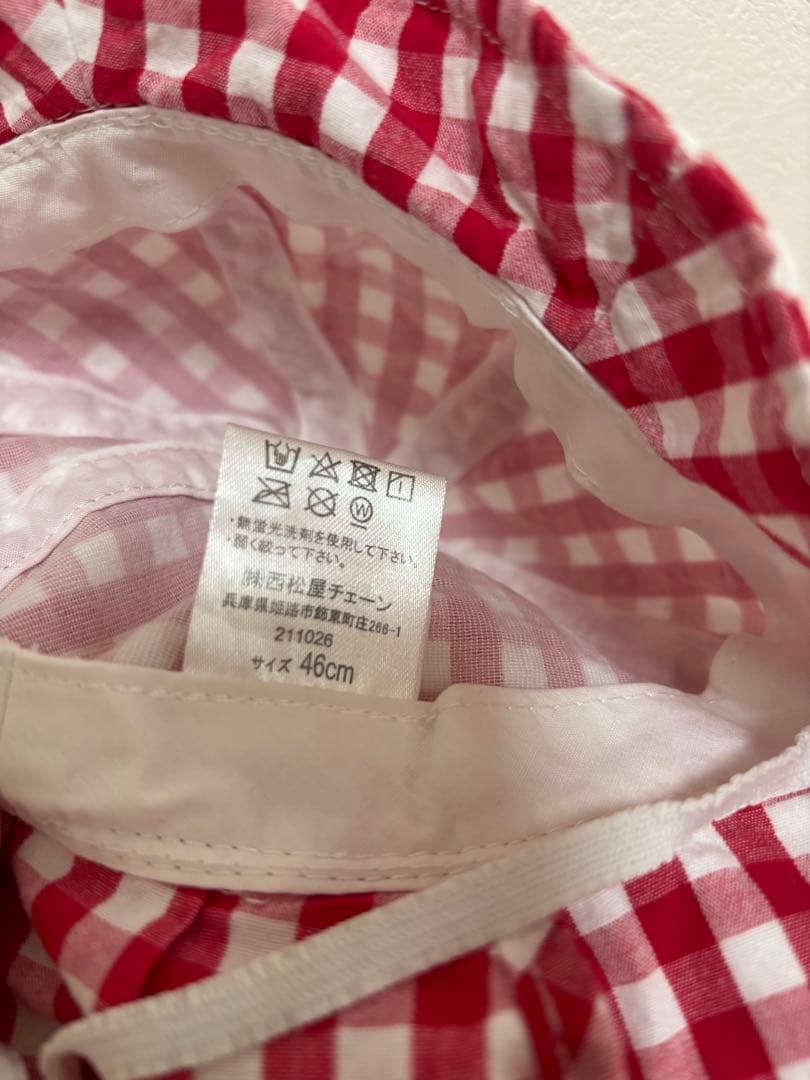 W
・無蛍光洗剤を使用して下さい。
・弱く絞って下さい。
㈱西松屋チェーン
兵庫県姫路市飾東町庄266-1
211026
サイズ 46cm